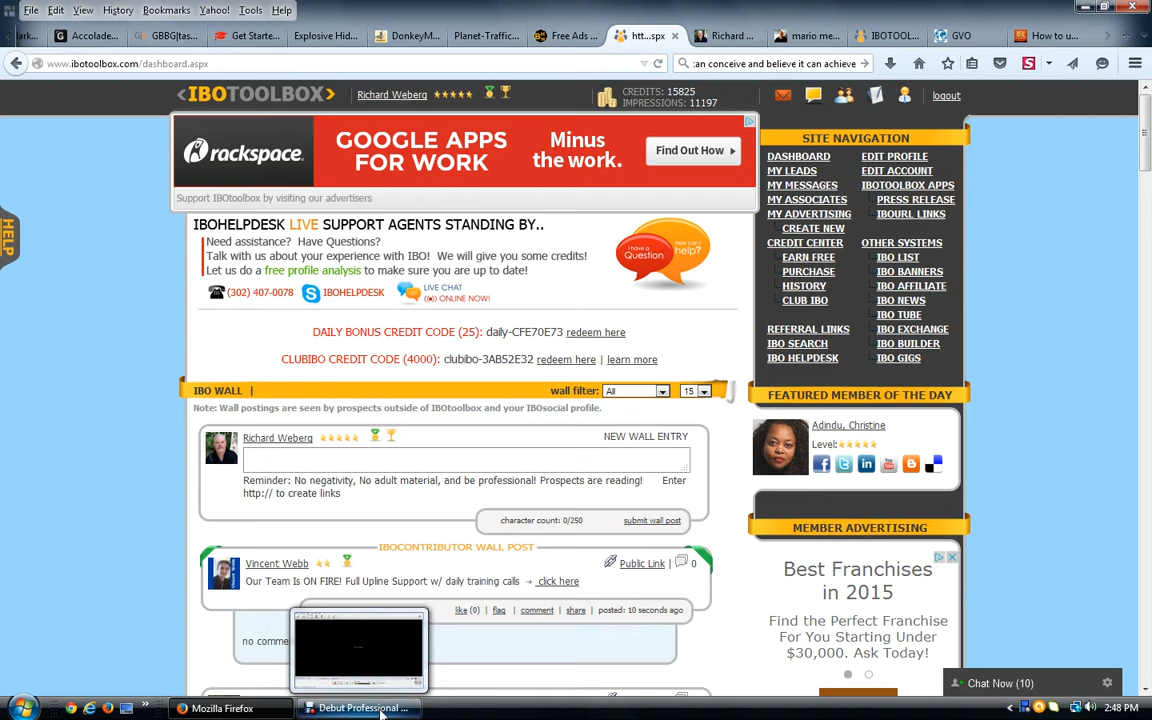 File Edit View History Bookmarks Yahoo! Tools Help
lark... Accolade... GBBG|tas... Get Starte... Explosive Hid... DonkeyM... Planet-Traffic... Free Ads ... htt...spx Richard ... mario me... IBOTOOL... GVO How to u...
www.ibotoolbox.com/dashboard.aspx can conceive and believe it can achieve
<IBOTOOLBOX> Richard Weberg CREDITS: 15825 logout
IMPRESSIONS: 11197
rackspace. GOOGLE APPS FOR WORK Minus the work. Find Out How
Support IBOtoolbox by visiting our advertisers
IBOHELPDESK LIVE SUPPORT AGENTS STANDING BY..
Need assistance? Have Questions?
Talk with us about your experience with IBO! We will give you some credits!
Let us do a free profile analysis to make sure you are up to date!
I have a Question
How can I help?
(302) 407-0078 IBOHELPDESK LIVE CHAT
((•)) ONLINE NOW!
DAILY BONUS CREDIT CODE (25): daily-CFE70E73 redeem here
CLUBIBO CREDIT CODE (4000): clubibo-3AB52E32 redeem here | learn more
IBO WALL | wall filter: All 15
Note: Wall postings are seen by prospects outside of IBOtoolbox and your IBOsocial profile.
Richard Weberg NEW WALL ENTRY
Reminder: No negativity, No adult material, and be professional! Prospects are reading! Enter
http:// to create links
character count: 0/250 submit wall post
IBOCONTRIBUTOR WALL POST
Vincent Webb Public Link | 0
Our Team Is ON FIRE! Full Upline Support w/ daily training calls → click here
like (0) | flag | comment | share | posted: 10 seconds ago
no comme
SITE NAVIGATION
DASHBOARD EDIT PROFILE
MY LEADS EDIT ACCOUNT
MY MESSAGES IBOTOOLBOX APPS
MY ASSOCIATES PRESS RELEASE
MY ADVERTISING IBOURL LINKS
CREATE NEW
CREDIT CENTER OTHER SYSTEMS
EARN FREE IBO LIST
PURCHASE IBO BANNERS
HISTORY IBO AFFILIATE
CLUB IBO IBO NEWS
IBO TUBE
REFERRAL LINKS IBO EXCHANGE
IBO SEARCH IBO BUILDER
IBO HELPDESK IBO GIGS
FEATURED MEMBER OF THE DAY
Adindu, Christine
Level:
MEMBER ADVERTISING
Best Franchises
in 2015
Find the Perfect Franchise
For You Starting Under
$30,000. Ask Today!
Chat Now (10)
HELP
Mozilla Firefox Debut Professional ... 2:48 PM